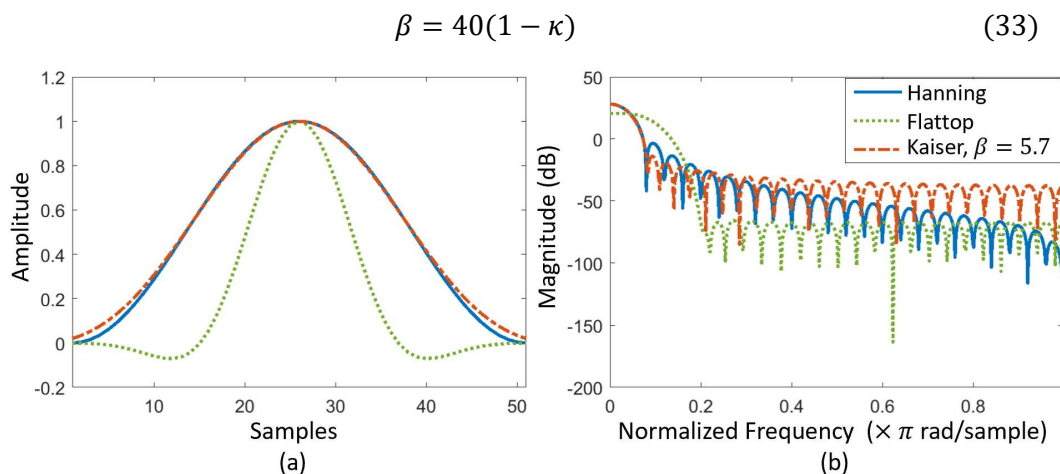 β = 40(1 − κ) (33)
1.2
1
0.8
0.6
0.4
0.2
0
-0.2
Amplitude
10 20 30 40 50
Samples
(a)
50
0
-50
-100
-150
-200
Magnitude (dB)
Hanning
Flattop
Kaiser, β = 5.7
0 0.2 0.4 0.6 0.8
Normalized Frequency (× π rad/sample)
(b)